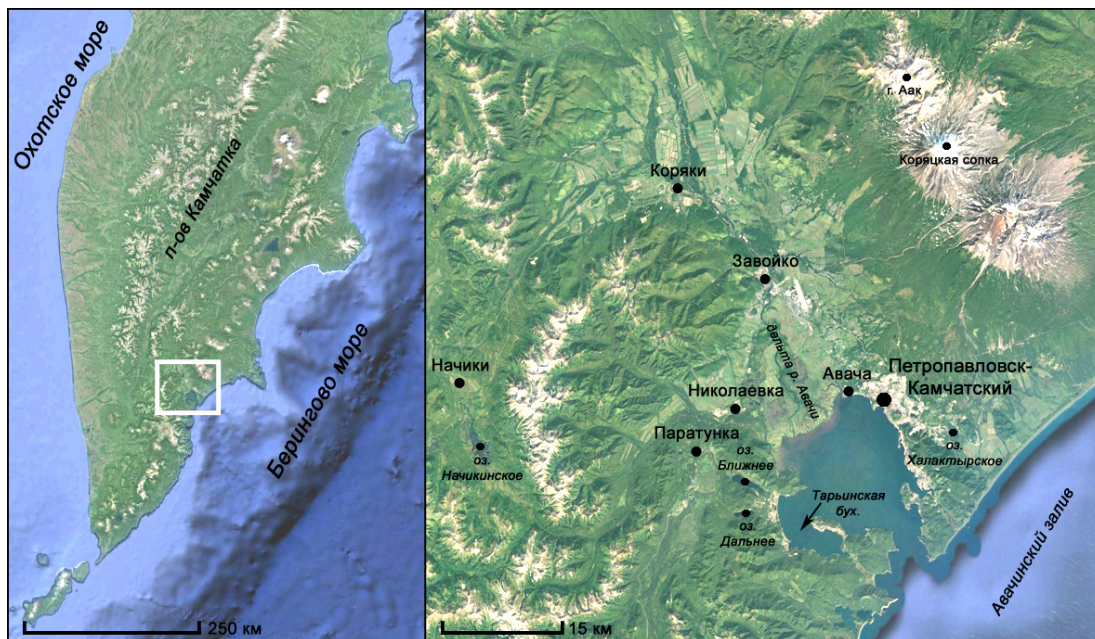 Охотское море
п-ов Камчатка
Берингово море
250 км
г. Аак
Коряцкая сопка
Коряки
Завойко
дельта р. Авачи
Начики
оз.
Начикинское
Николаевка
Паратунка
Авача
Петропавловск-
Камчатский
оз.
Халактырское
оз.
Ближнее
Тарьинская
бух.
оз.
Дальнее
Авачинский залив
15 км